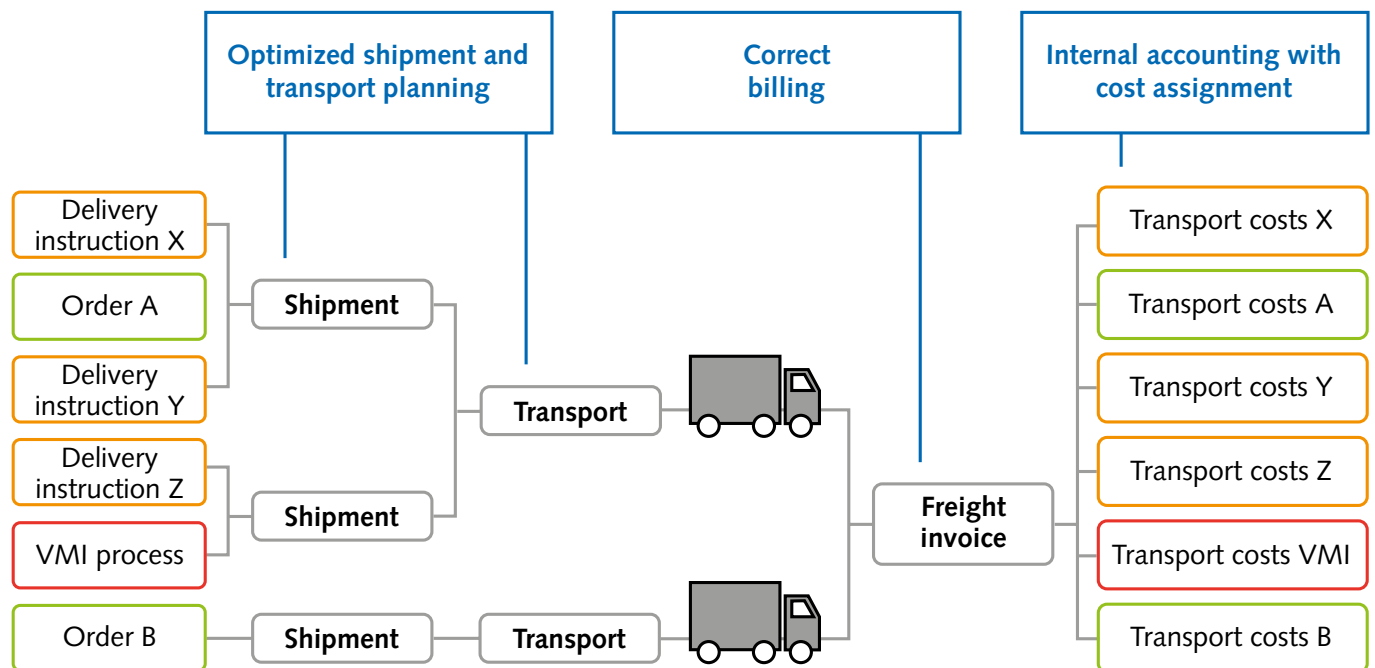 Optimized shipment and
transport planning
Correct
billing
Internal accounting with
cost assignment
Delivery
instruction X
Order A
Delivery
instruction Y
Delivery
instruction Z
VMI process
Order B
Shipment
Shipment
Shipment
Transport
Transport
Freight
invoice
Transport costs X
Transport costs A
Transport costs Y
Transport costs Z
Transport costs VMI
Transport costs B